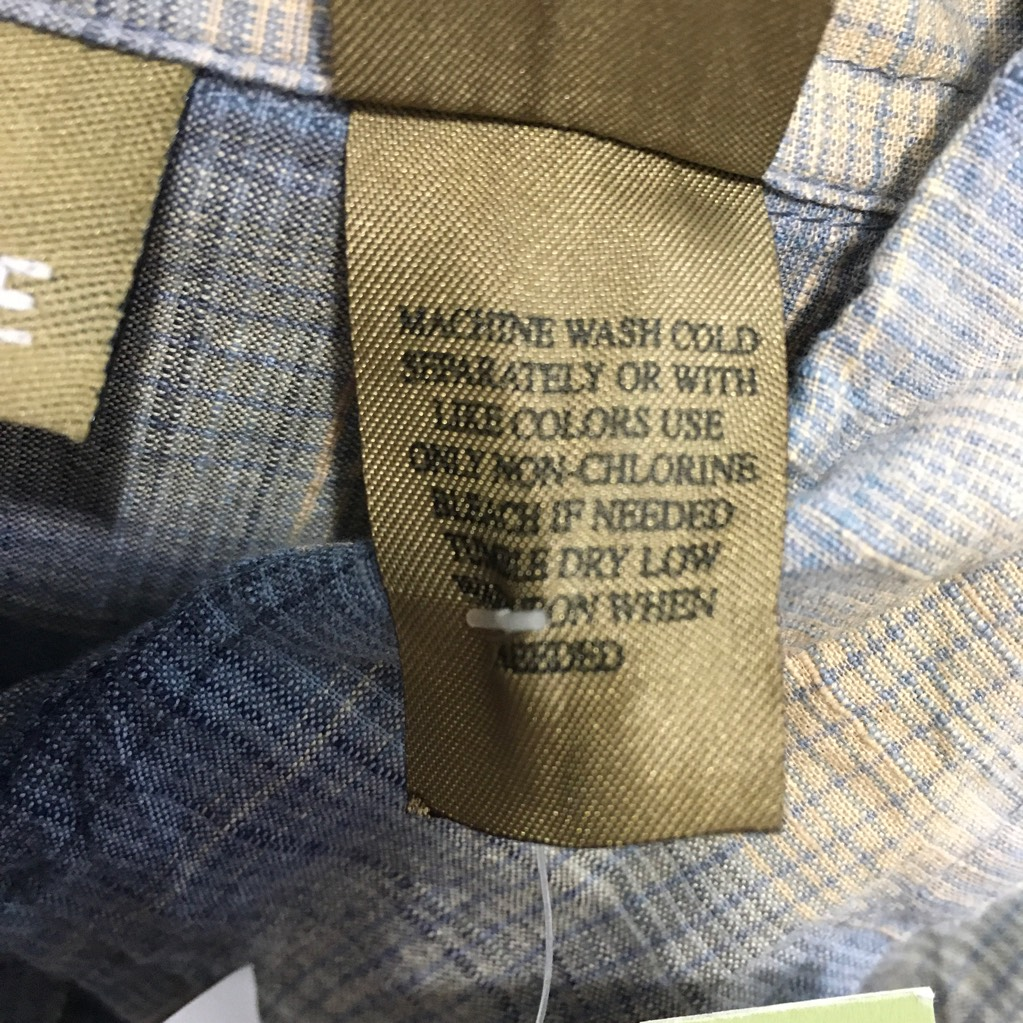 MACHINE WASH COLD
SEPARATELY OR WITH
LIKE COLORS USE
ONLY NON-CHLORINE
BLEACH IF NEEDED
TUMBLE DRY LOW
WHEN
NEEDED